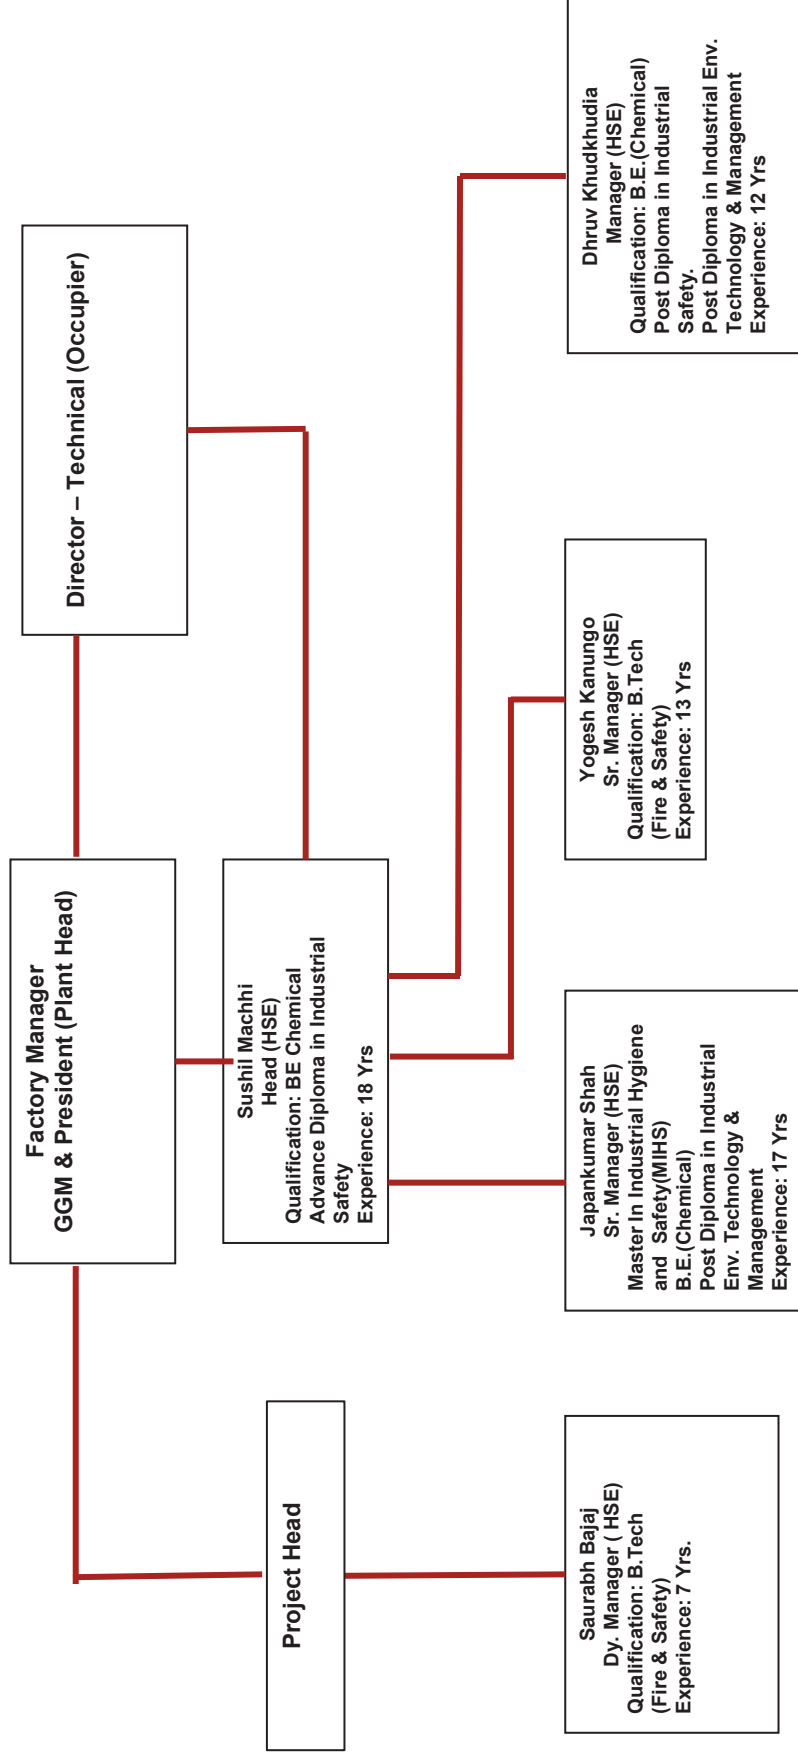 Factory Manager
GGM & President (Plant Head)
Director – Technical (Occupier)
Project Head
Sushil Machhi
Head (HSE)
Qualification: BE Chemical
Advance Diploma in Industrial
Safety
Experience: 18 Yrs
Saurabh Bajaj
Dy. Manager ( HSE)
Qualification: B.Tech
(Fire & Safety)
Experience: 7 Yrs.
Japankumar Shah
Sr. Manager (HSE)
Master In Industrial Hygiene
and Safety(MIHS)
B.E.(Chemical)
Post Diploma in Industrial
Env. Technology &
Management
Experience: 17 Yrs
Yogesh Kanungo
Sr. Manager (HSE)
Qualification: B.Tech
(Fire & Safety)
Experience: 13 Yrs
Dhruv Khudkhudia
Manager (HSE)
Qualification: B.E.(Chemical)
Post Diploma in Industrial
Safety.
Post Diploma in Industrial Env.
Technology & Management
Experience: 12 Yrs